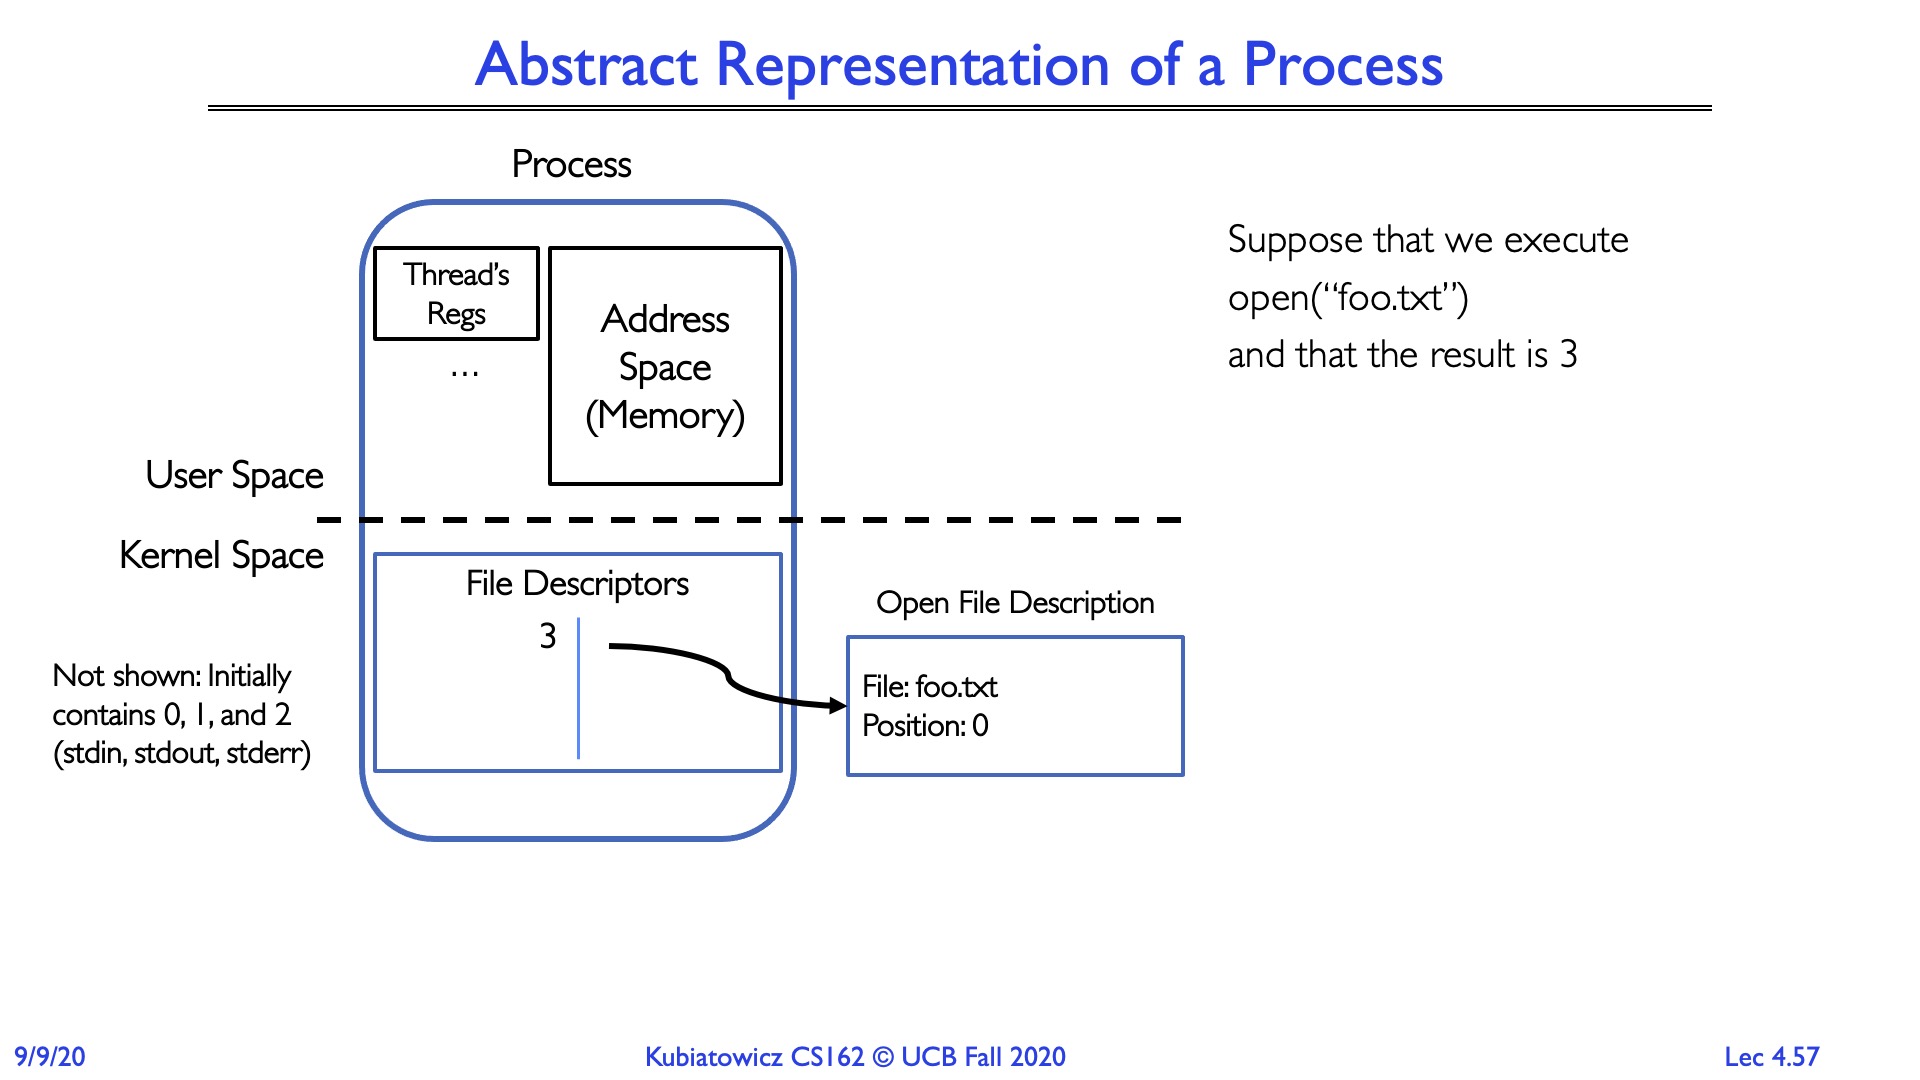 Abstract Representation of a Process
Process
Thread’s
Regs
…
Address
Space
(Memory)
Suppose that we execute
open(“foo.txt”)
and that the result is 3
User Space
Kernel Space
File Descriptors
3
Open File Description
File: foo.txt
Position: 0
Not shown: Initially
contains 0, 1, and 2
(stdin, stdout, stderr)
9/9/20
Kubiatowicz CS162 © UCB Fall 2020
Lec 4.57